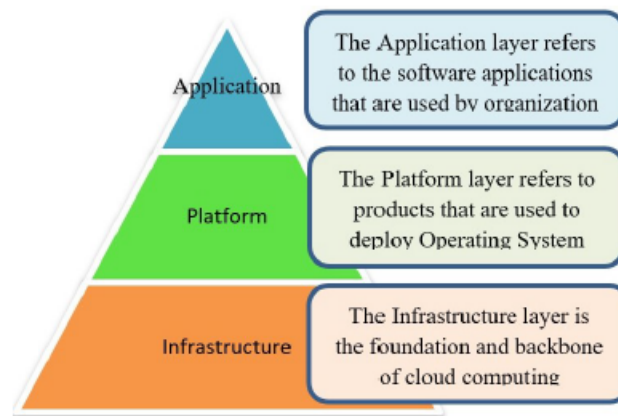 Application
The Application layer refers
to the software applications
that are used by organization
Platform
The Platform layer refers to
products that are used to
deploy Operating System
Infrastructure
The Infrastructure layer is
the foundation and backbone
of cloud computing